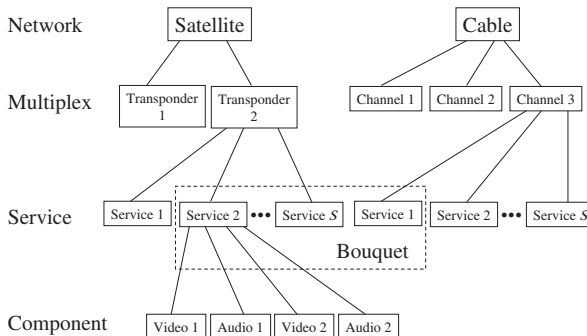 Network
Satellite
Cable
Multiplex
Transponder
1
Transponder
2
Channel 1
Channel 2
Channel 3
Service
Service 1
Service 2
•••
Service S
Service 1
Service 2
•••
Service S
Bouquet
Component
Video 1
Audio 1
Video 2
Audio 2